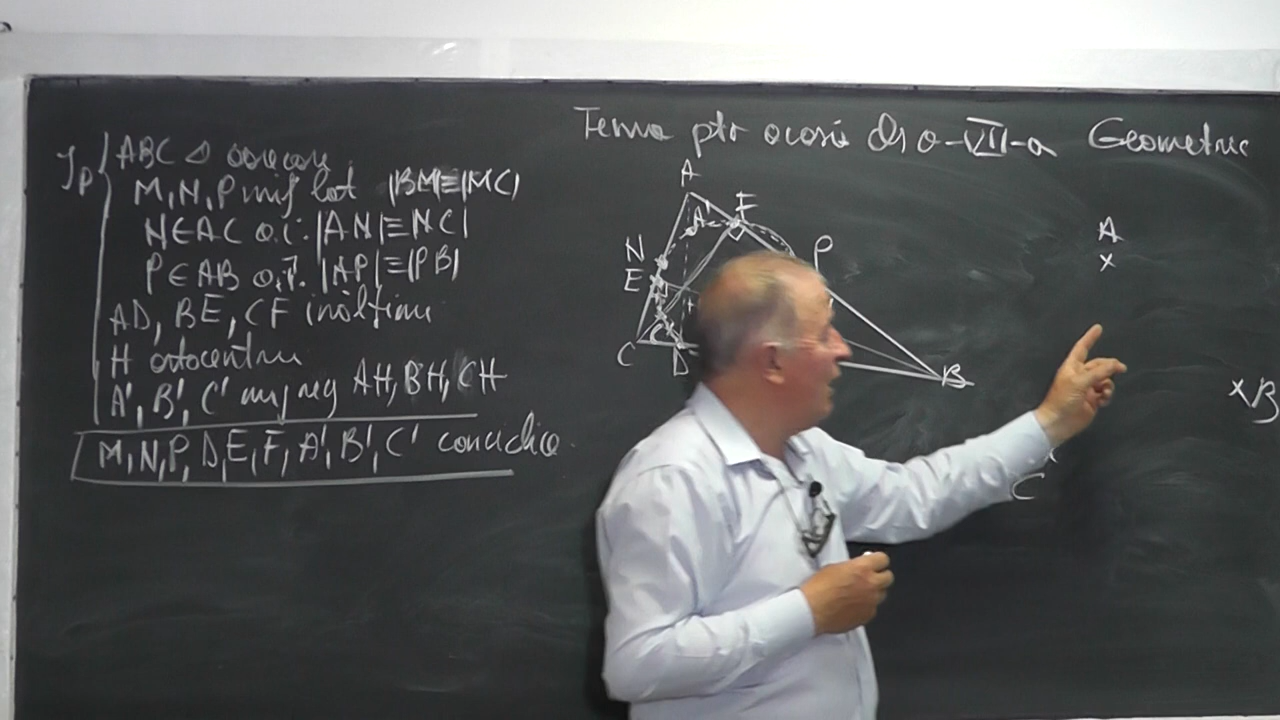 Tema ptr acasă cls a-VII-a Geometrie
Ip
ABC △ oarecare
M, N, P mij lat |BM|≡|MC|
N∈AC a.î. |AN|≡NC|
P∈AB a.î. |AP|≡|PB|
AD, BE, CF înălțimi
H ortocentru
A', B', C' mij seg AH, BH, CH
M, N, P, D, E, F, A', B', C' conciclice
A
A'
F
N
P
E
H
C'
C
D
B
A
x
x B
C